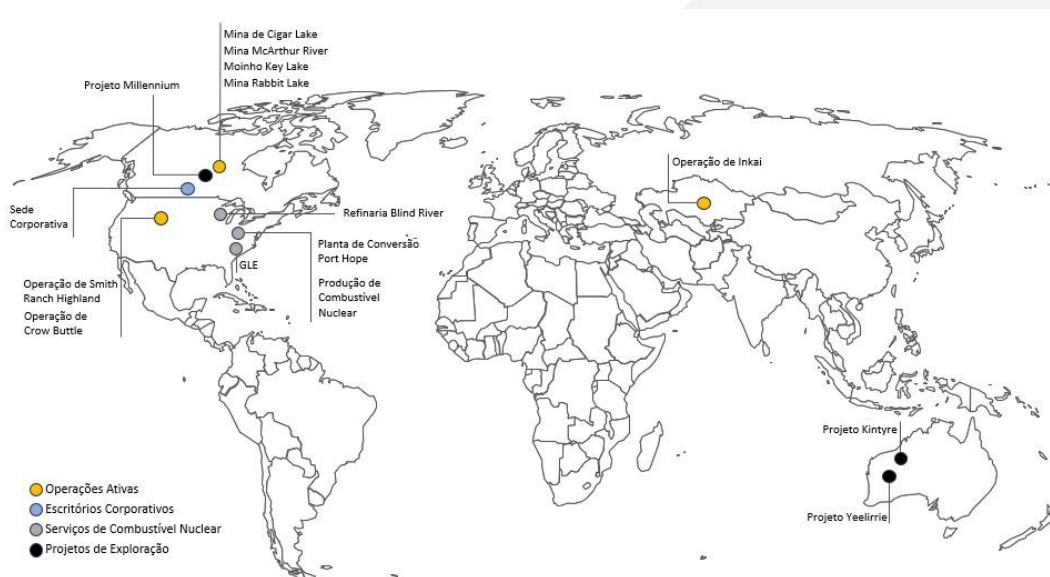 Mina de Cigar Lake
Mina McArthur River
Moinho Key Lake
Mina Rabbit Lake
Projeto Millennium
Operação de Inkai
Sede
Corporativa
Refinaria Blind River
Planta de Conversão
Port Hope
GLE
Operação de Smith
Ranch Highland
Operação de
Crow Buttle
Produção de
Combustível
Nuclear
Projeto Kintyre
Projeto Yeelirrie
Operações Ativas
Escritórios Corporativos
Serviços de Combustível Nuclear
Projetos de Exploração